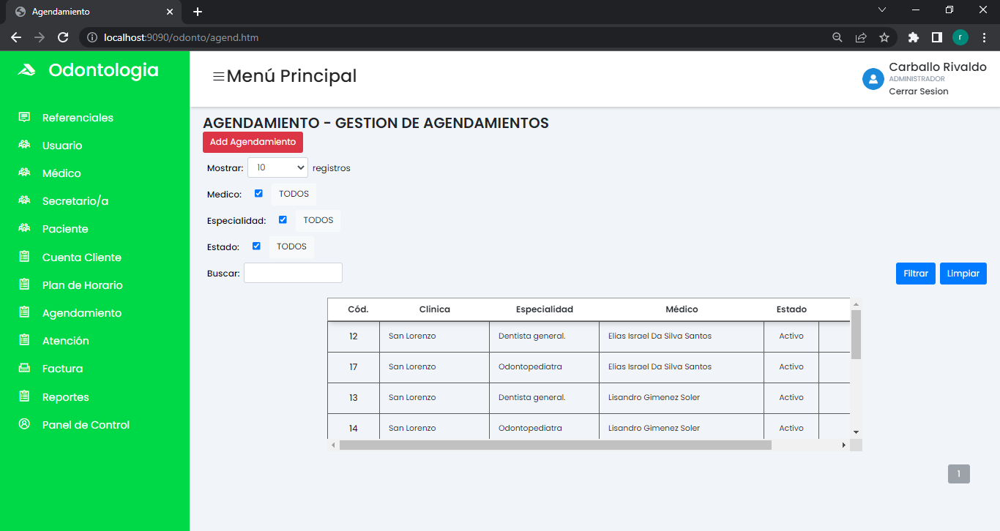 Agendamiento
localhost:9090/odonto/agend.htm
r
Odontologia
Menú Principal
Carballo Rivaldo
ADMINISTRADOR
Cerrar Sesion
Referenciales
Usuario
Médico
Secretario/a
Paciente
Cuenta Cliente
Plan de Horario
Agendamiento
Atención
Factura
Reportes
Panel de Control
AGENDAMIENTO - GESTION DE AGENDAMIENTOS
Add Agendamiento
Mostrar: 10 registros
Medico: TODOS
Especialidad: TODOS
Estado: TODOS
Buscar:
Filtrar Limpiar
Cód. Clínica Especialidad Médico Estado
12 San Lorenzo Dentista general. Elias Israel Da Silva Santos Activo
17 San Lorenzo Odontopediatra Elias Israel Da Silva Santos Activo
13 San Lorenzo Dentista general. Lisandro Gimenez Soler Activo
14 San Lorenzo Odontopediatra Lisandro Gimenez Soler Activo
1